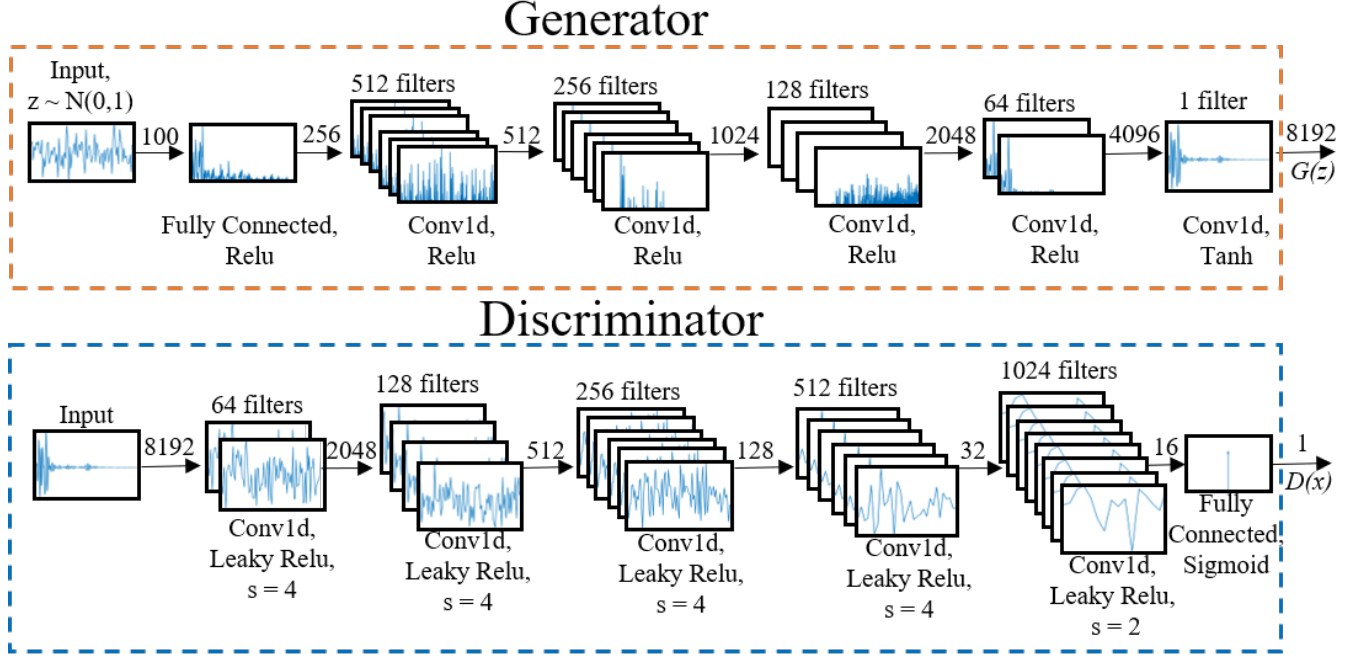 Generator
Input,
z ~ N(0,1)
512 filters
256 filters
128 filters
64 filters
1 filter
100
256
512
1024
2048
4096
8192
G(z)
Fully Connected,
Relu
Conv1d,
Relu
Conv1d,
Relu
Conv1d,
Relu
Conv1d,
Relu
Conv1d,
Tanh
Discriminator
Input
64 filters
128 filters
256 filters
512 filters
1024 filters
8192
2048
512
128
32
16
1
D(x)
Conv1d,
Leaky Relu,
s = 4
Conv1d,
Leaky Relu,
s = 4
Conv1d,
Leaky Relu,
s = 4
Conv1d,
Leaky Relu,
s = 4
Conv1d,
Leaky Relu,
s = 2
Fully
Connected,
Sigmoid